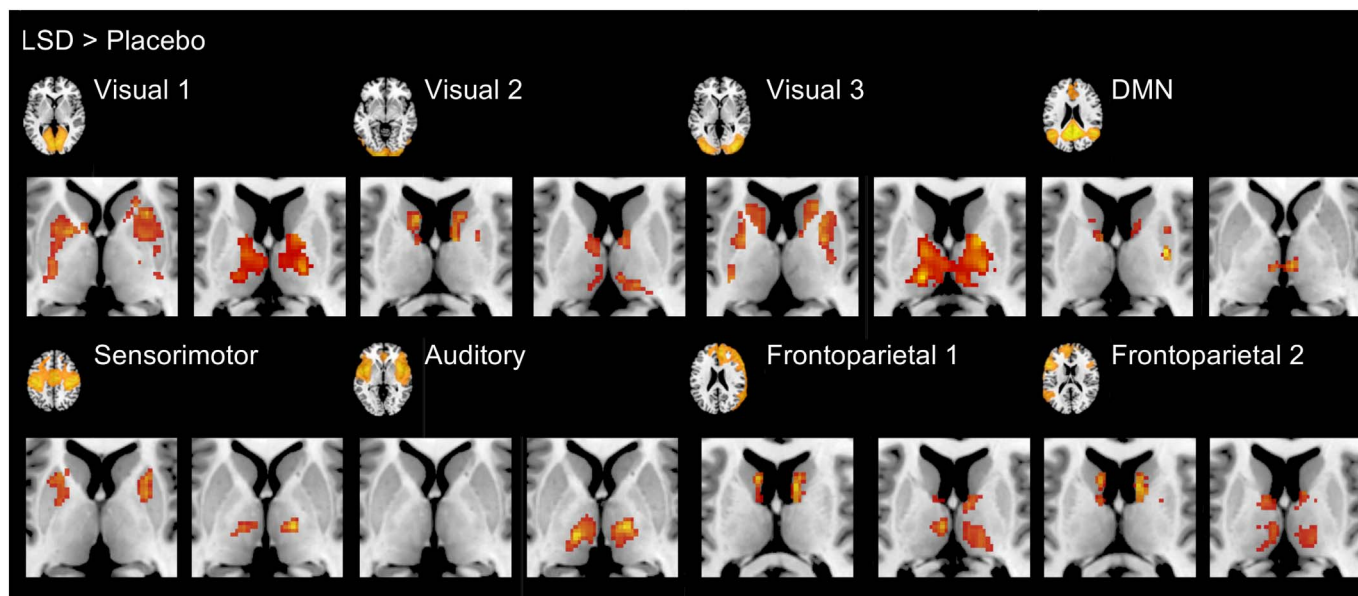 LSD > Placebo
Visual 1
Visual 2
Visual 3
DMN
Sensorimotor
Auditory
Frontoparietal 1
Frontoparietal 2